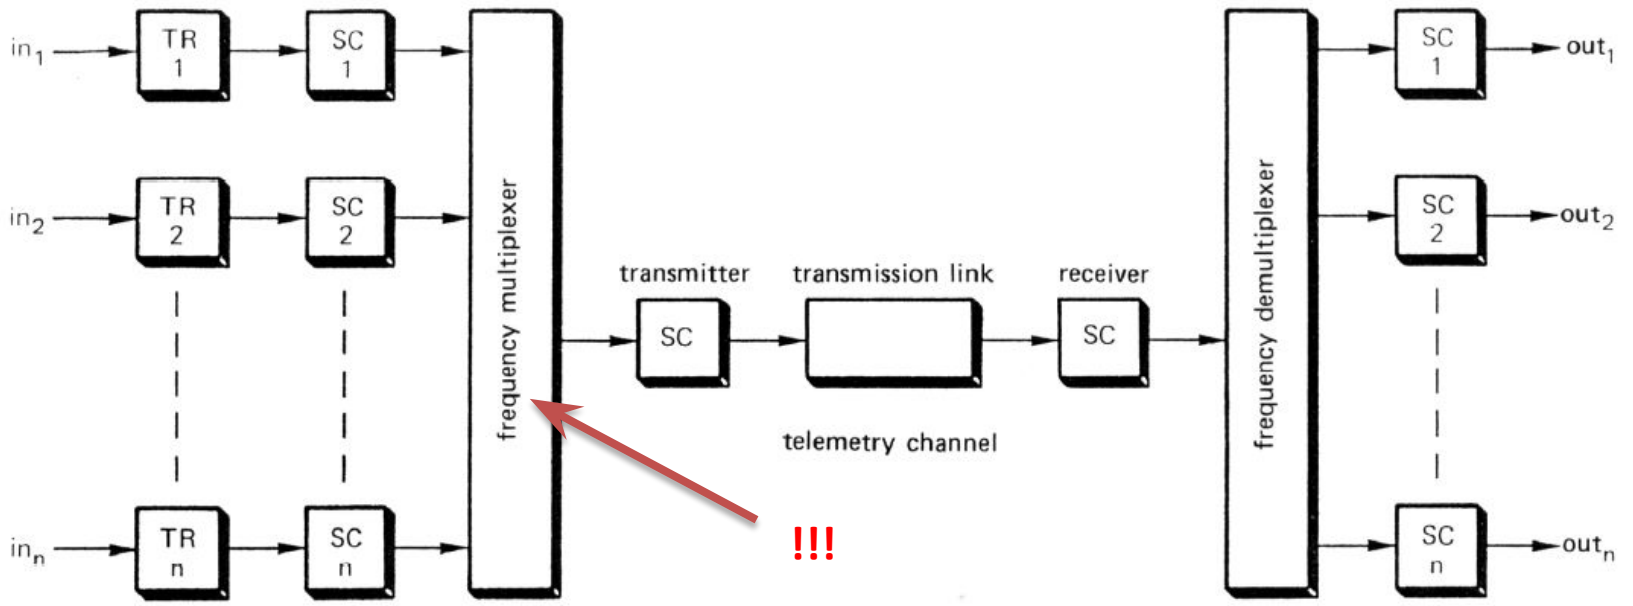 in1
TR
1
SC
1
SC
1
out1
in2
TR
2
SC
2
SC
2
out2
frequency multiplexer
transmitter
SC
transmission link
receiver
SC
telemetry channel
frequency demultiplexer
!!!
inn
TR
n
SC
n
SC
n
outn